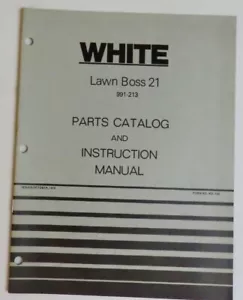 WHITE
Lawn Boss 21
991-213
PARTS CATALOG
AND
INSTRUCTION
MANUAL